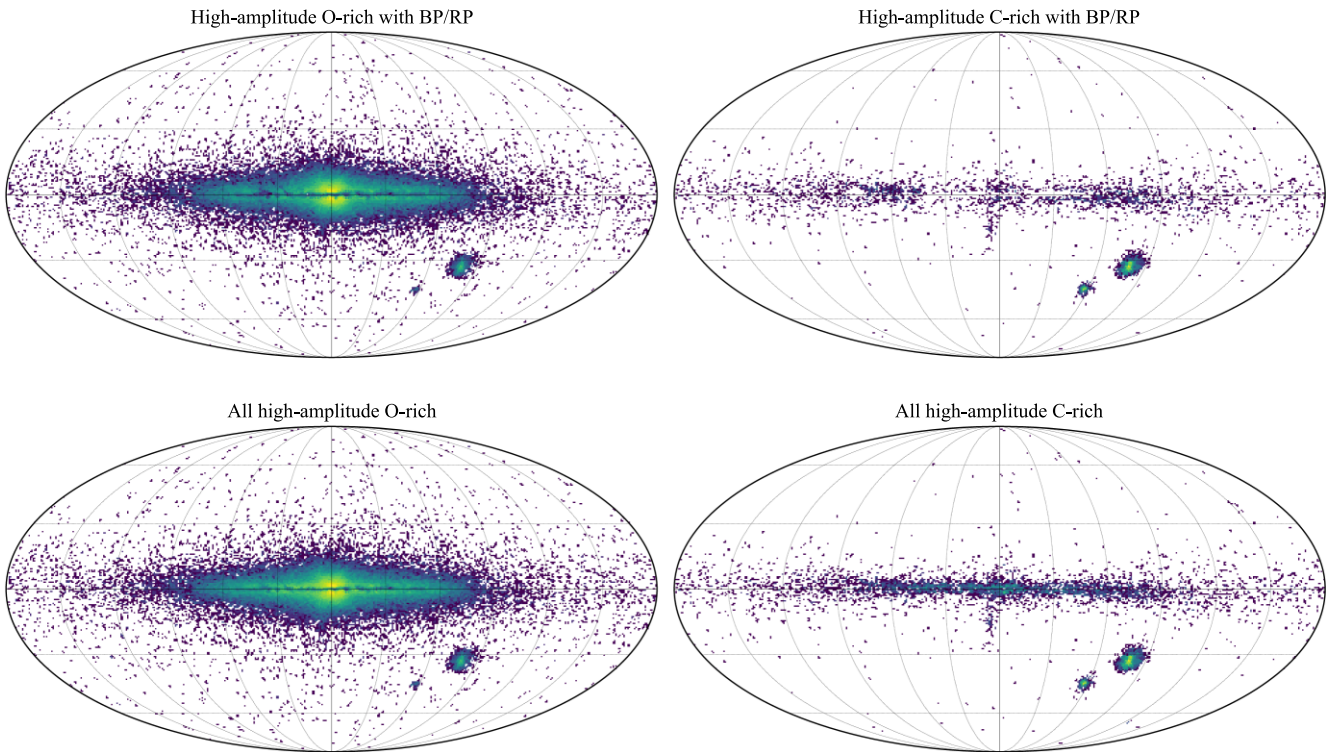 High-amplitude O-rich with BP/RP
High-amplitude C-rich with BP/RP
All high-amplitude O-rich
All high-amplitude C-rich